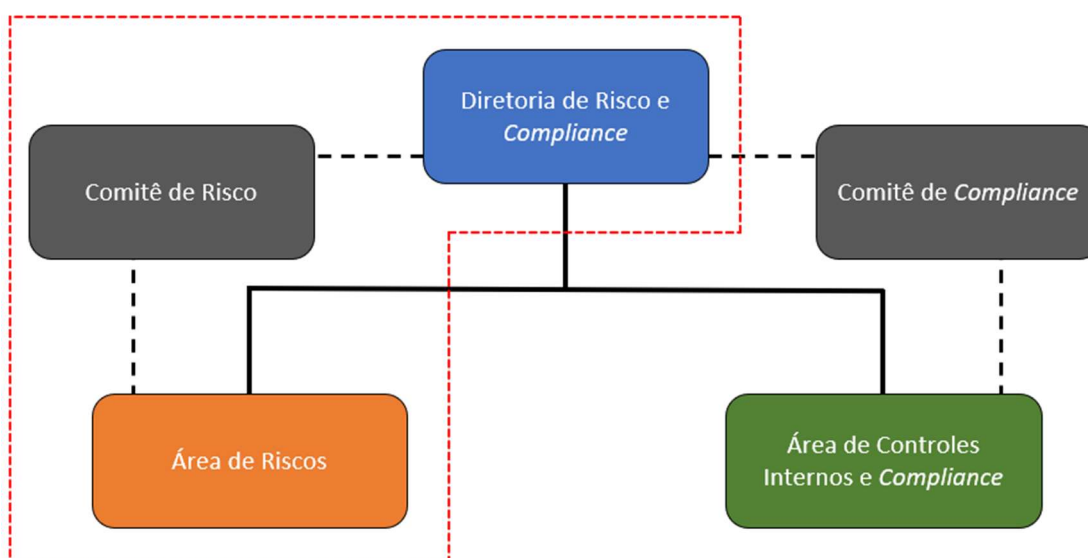 Diretoria de Risco e
Compliance
Comitê de Risco
Comitê de Compliance
Área de Riscos
Área de Controles
Internos e Compliance